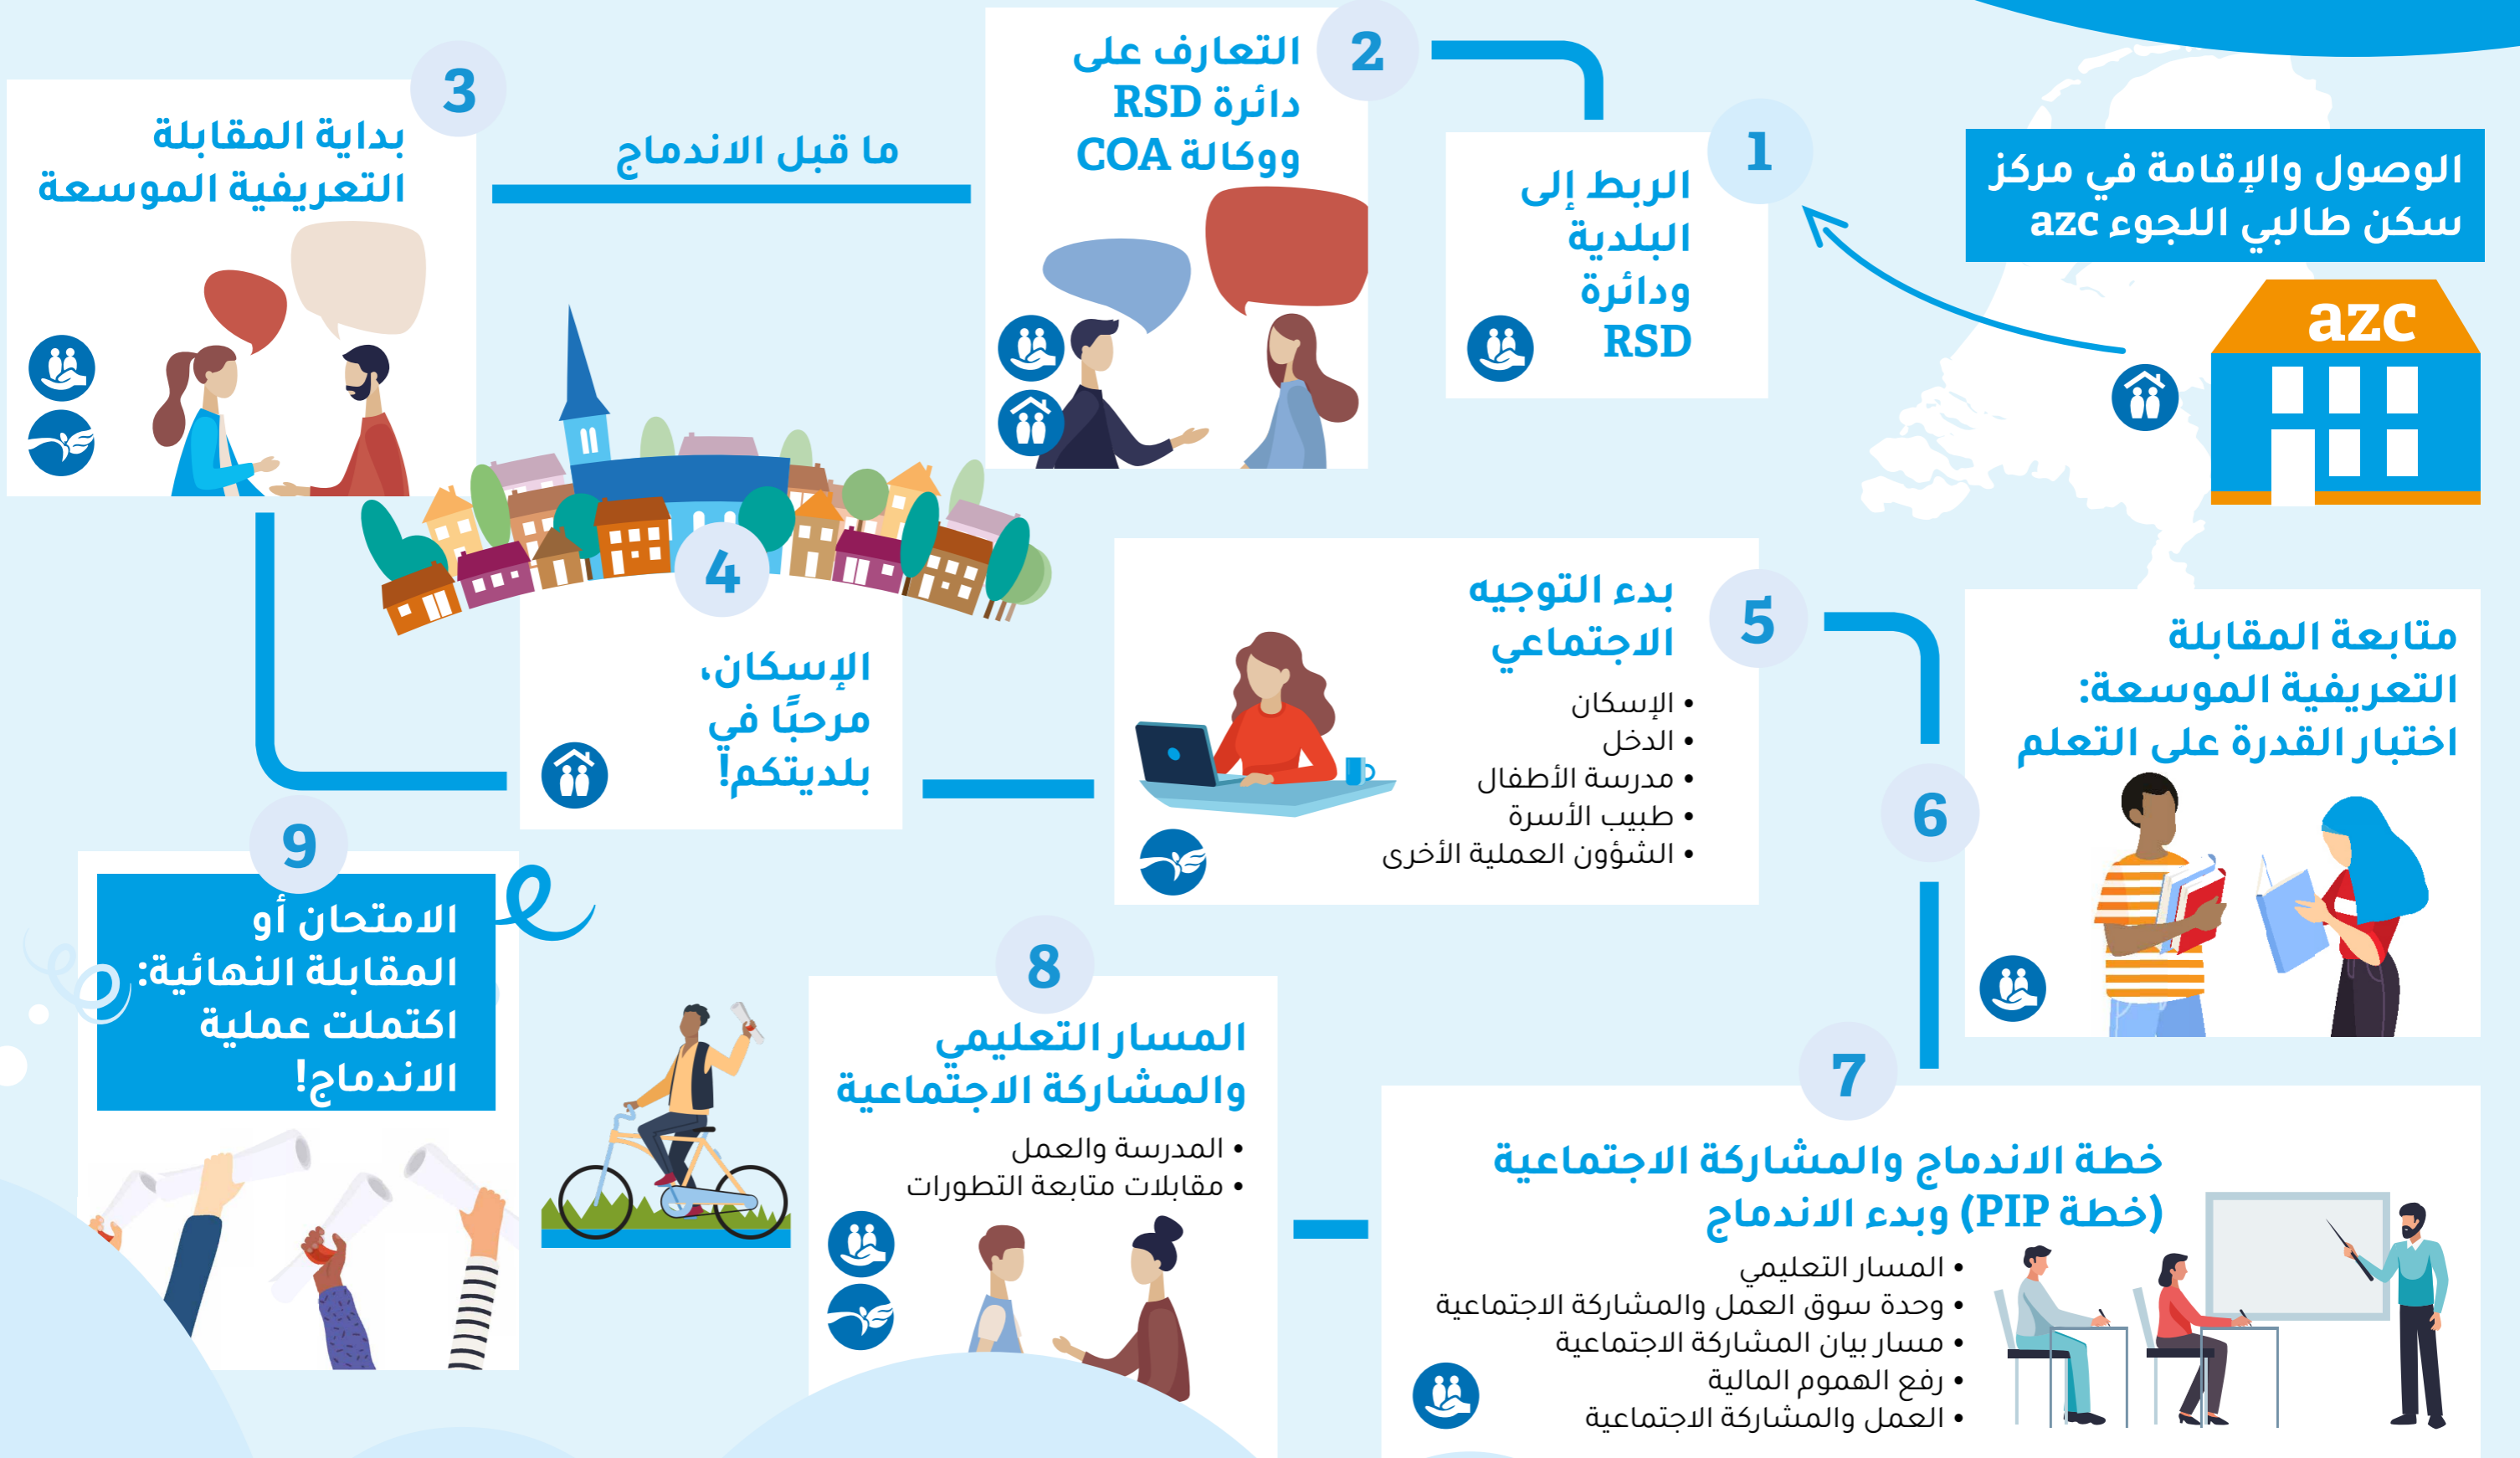 الوصول والإقامة في مركز
سكن طالبي اللجوء azc
azc
1
الربط إلى
البلدية
ودائرة
RSD
2
التعارف على
دائرة RSD
ووكالة COA
ما قبل الاندماج
3
بداية المقابلة
التعريفية الموسعة
4
الإسكان،
مرحبًا في
بلديتكم!
5
بدء التوجيه
الاجتماعي
• الإسكان
• الدخل
• مدرسة الأطفال
• طبيب الأسرة
• الشؤون العملية الأخرى
6
متابعة المقابلة
التعريفية الموسعة:
اختبار القدرة على التعلم
7
خطة الاندماج والمشاركة الاجتماعية
(خطة PIP) وبدء الاندماج
• المسار التعليمي
• وحدة سوق العمل والمشاركة الاجتماعية
• مسار بيان المشاركة الاجتماعية
• رفع الهموم المالية
• العمل والمشاركة الاجتماعية
8
المسار التعليمي
والمشاركة الاجتماعية
• المدرسة والعمل
• مقابلات متابعة التطورات
9
الامتحان أو
المقابلة النهائية:
اكتملت عملية
الاندماج!